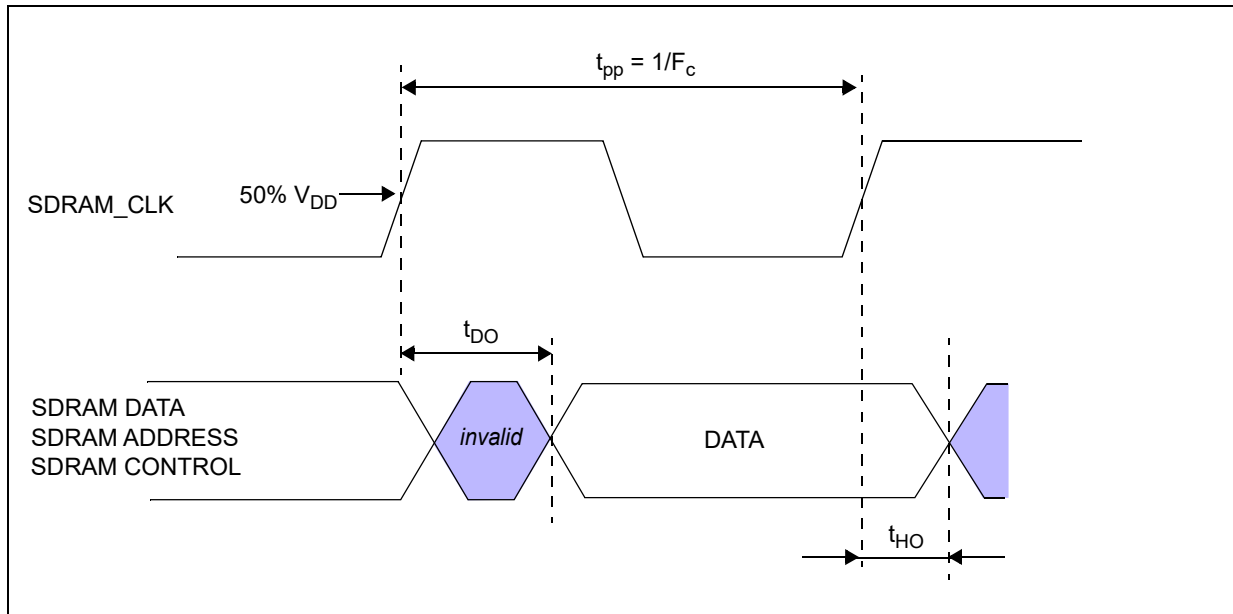 t_pp = 1/F_c
50% V_DD
SDRAM_CLK
t_DO
SDRAM DATA
SDRAM ADDRESS
SDRAM CONTROL
invalid
DATA
t_HO